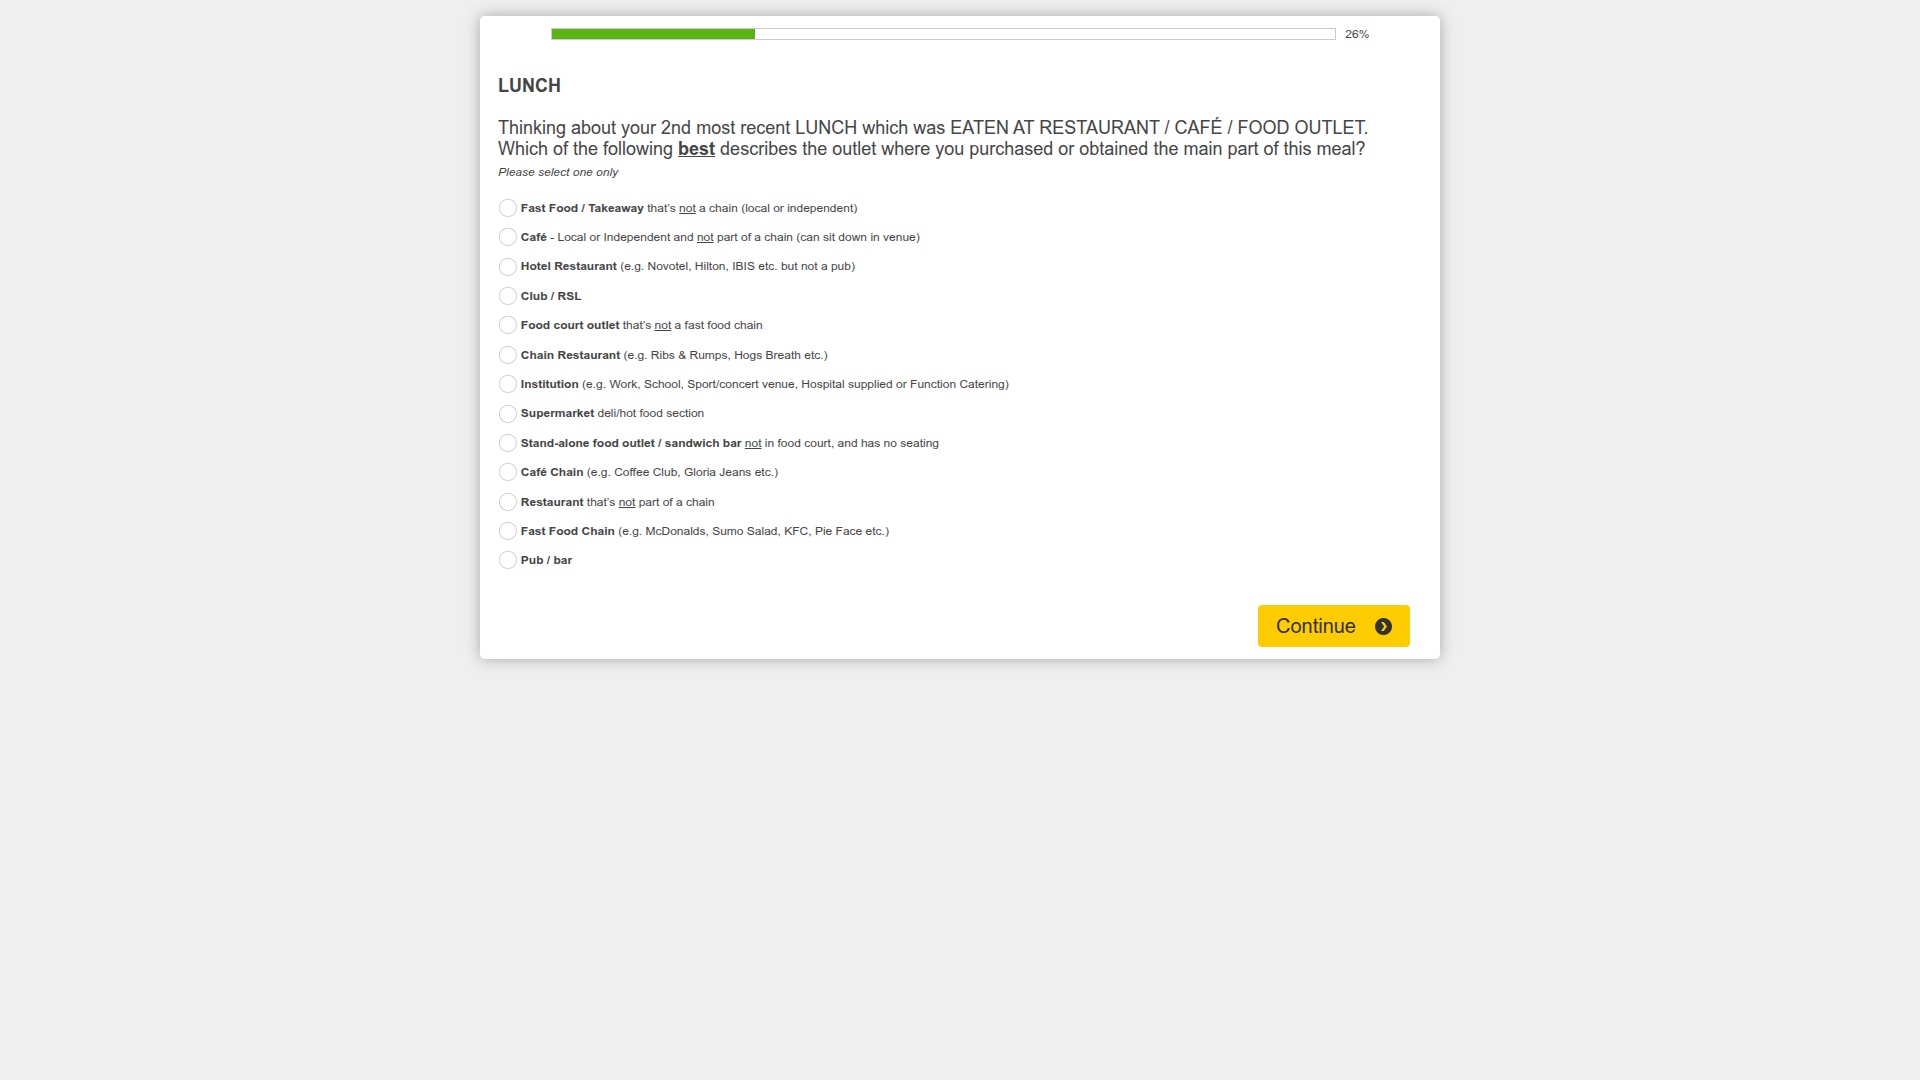 26%
LUNCH
Thinking about your 2nd most recent LUNCH which was EATEN AT RESTAURANT / CAFÉ / FOOD OUTLET.
Which of the following best describes the outlet where you purchased or obtained the main part of this meal?
Please select one only
Fast Food / Takeaway that's not a chain (local or independent)
Café - Local or Independent and not part of a chain (can sit down in venue)
Hotel Restaurant (e.g. Novotel, Hilton, IBIS etc. but not a pub)
Club / RSL
Food court outlet that's not a fast food chain
Chain Restaurant (e.g. Ribs & Rumps, Hogs Breath etc.)
Institution (e.g. Work, School, Sport/concert venue, Hospital supplied or Function Catering)
Supermarket deli/hot food section
Stand-alone food outlet / sandwich bar not in food court, and has no seating
Café Chain (e.g. Coffee Club, Gloria Jeans etc.)
Restaurant that's not part of a chain
Fast Food Chain (e.g. McDonalds, Sumo Salad, KFC, Pie Face etc.)
Pub / bar
Continue